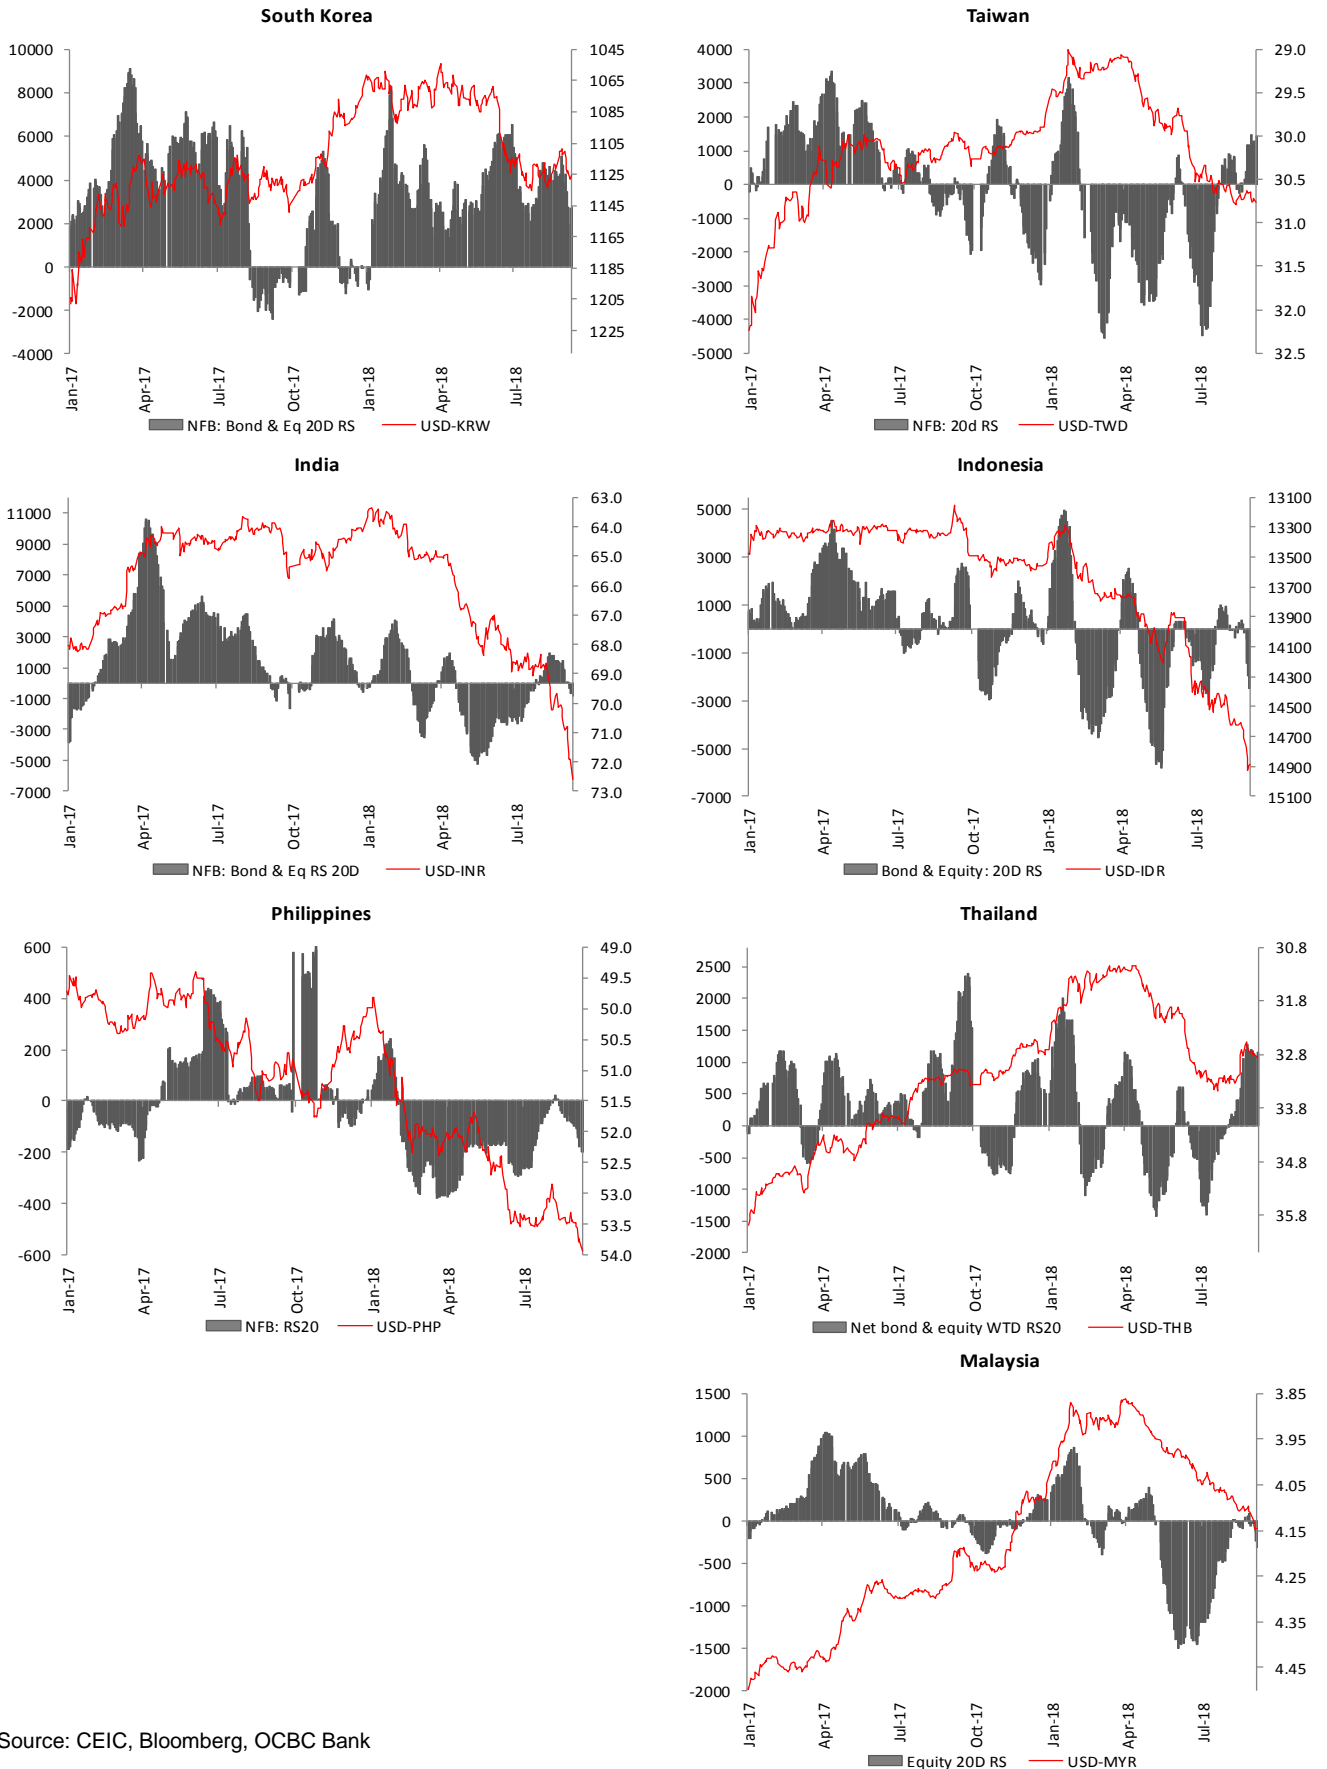 South Korea
10000
8000
6000
4000
2000
0
-2000
-4000
1045
1065
1085
1105
1125
1145
1165
1185
1205
1225
Jan-17
Apr-17
Jul-17
Oct-17
Jan-18
Apr-18
Jul-18
NFB: Bond & Eq 20D RS
USD-KRW
Taiwan
4000
3000
2000
1000
0
-1000
-2000
-3000
-4000
-5000
29.0
29.5
30.0
30.5
31.0
31.5
32.0
32.5
Jan-17
Apr-17
Jul-17
Oct-17
Jan-18
Apr-18
Jul-18
NFB: 20d RS
USD-TWD
India
11000
9000
7000
5000
3000
1000
-1000
-3000
-5000
-7000
63.0
64.0
65.0
66.0
67.0
68.0
69.0
70.0
71.0
72.0
73.0
Jan-17
Apr-17
Jul-17
Oct-17
Jan-18
Apr-18
Jul-18
NFB: Bond & Eq RS 20D
USD-INR
Indonesia
5000
3000
1000
-1000
-3000
-5000
-7000
13100
13300
13500
13700
13900
14100
14300
14500
14700
14900
15100
Jan-17
Apr-17
Jul-17
Oct-17
Jan-18
Apr-18
Jul-18
Bond & Equity: 20D RS
USD-IDR
Philippines
600
400
200
0
-200
-400
-600
49.0
49.5
50.0
50.5
51.0
51.5
52.0
52.5
53.0
53.5
54.0
Jan-17
Apr-17
Jul-17
Oct-17
Jan-18
Apr-18
Jul-18
NFB: RS20
USD-PHP
Thailand
2500
2000
1500
1000
500
0
-500
-1000
-1500
-2000
30.8
31.8
32.8
33.8
34.8
35.8
Jan-17
Apr-17
Jul-17
Oct-17
Jan-18
Apr-18
Jul-18
Net bond & equity WTD RS20
USD-THB
Malaysia
1500
1000
500
0
-500
-1000
-1500
-2000
3.85
3.95
4.05
4.15
4.25
4.35
4.45
Jan-17
Apr-17
Jul-17
Oct-17
Jan-18
Apr-18
Jul-18
Equity 20D RS
USD-MYR
Source: CEIC, Bloomberg, OCBC Bank